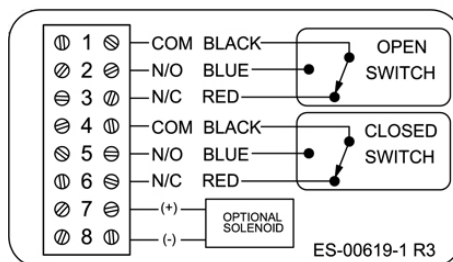 1 COM BLACK
2 N/O BLUE
3 N/C RED
OPEN
SWITCH
4 COM BLACK
5 N/O BLUE
6 N/C RED
CLOSED
SWITCH
7 (+)
8 (-)
OPTIONAL
SOLENOID
ES-00619-1 R3